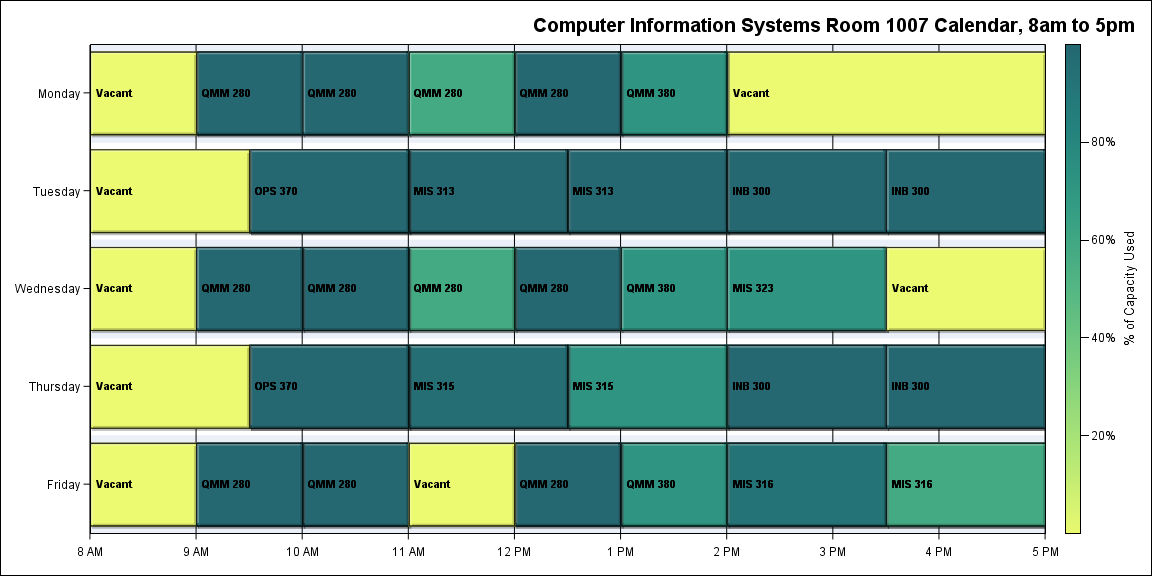 Computer Information Systems Room 1007 Calendar, 8am to 5pm
Monday
Vacant
QMM 280
QMM 280
QMM 280
QMM 280
QMM 380
Vacant
Tuesday
Vacant
OPS 370
MIS 313
MIS 313
INB 300
INB 300
Wednesday
Vacant
QMM 280
QMM 280
QMM 280
QMM 280
QMM 380
MIS 323
Vacant
Thursday
Vacant
OPS 370
MIS 315
MIS 315
INB 300
INB 300
Friday
Vacant
QMM 280
QMM 280
Vacant
QMM 280
QMM 380
MIS 316
MIS 316
8 AM
9 AM
10 AM
11 AM
12 PM
1 PM
2 PM
3 PM
4 PM
5 PM
80%
60%
40%
20%
% of Capacity Used